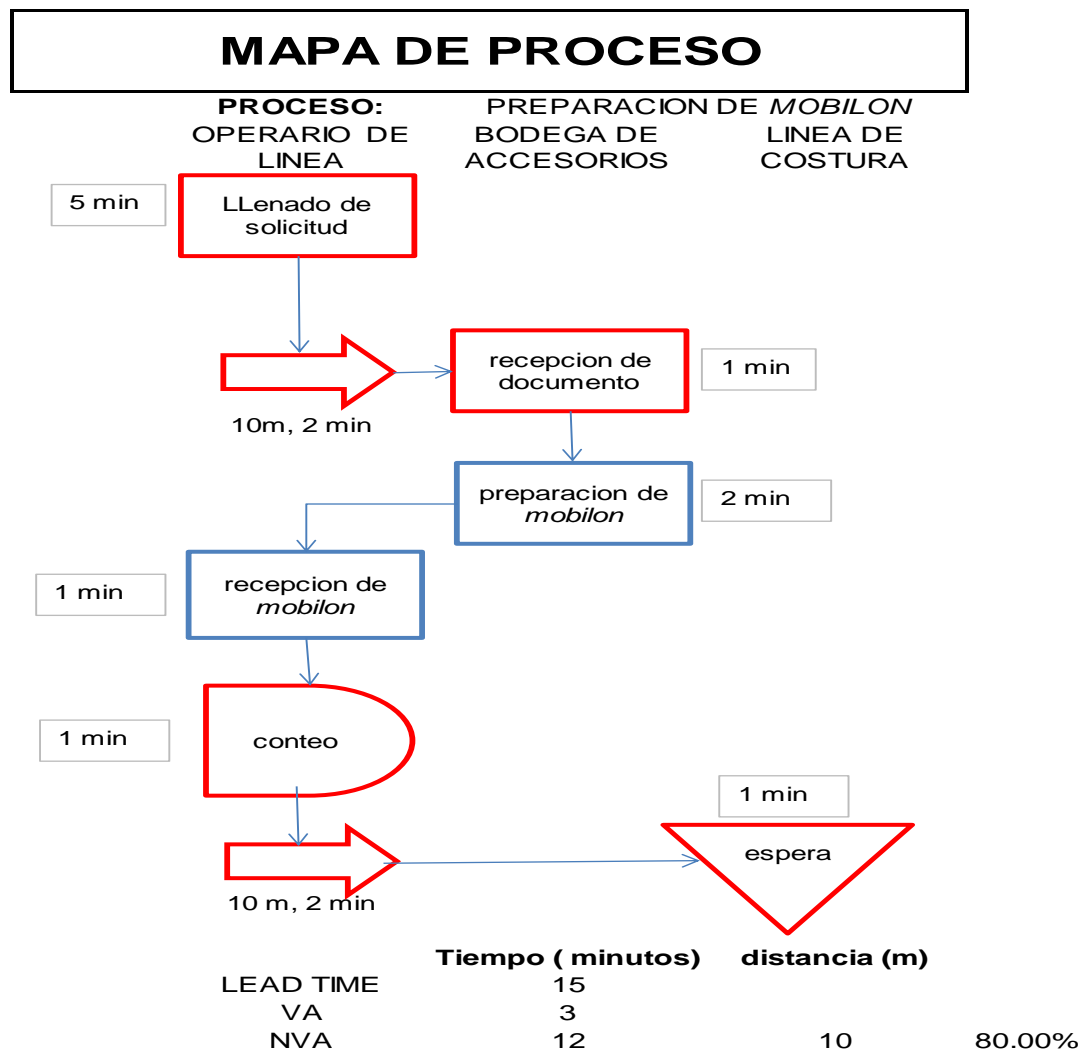 MAPA DE PROCESO
PROCESO: PREPARACION DE MOBILON
OPERARIO DE LINEA
BODEGA DE ACCESORIOS
LINEA DE COSTURA
5 min
LLenado de
solicitud
10m, 2 min
recepcion de
documento
1 min
preparacion de
mobilon
2 min
1 min
recepcion de
mobilon
1 min
conteo
10 m, 2 min
1 min
espera
Tiempo ( minutos) distancia (m)
LEAD TIME 15
VA 3
NVA 12 10 80.00%